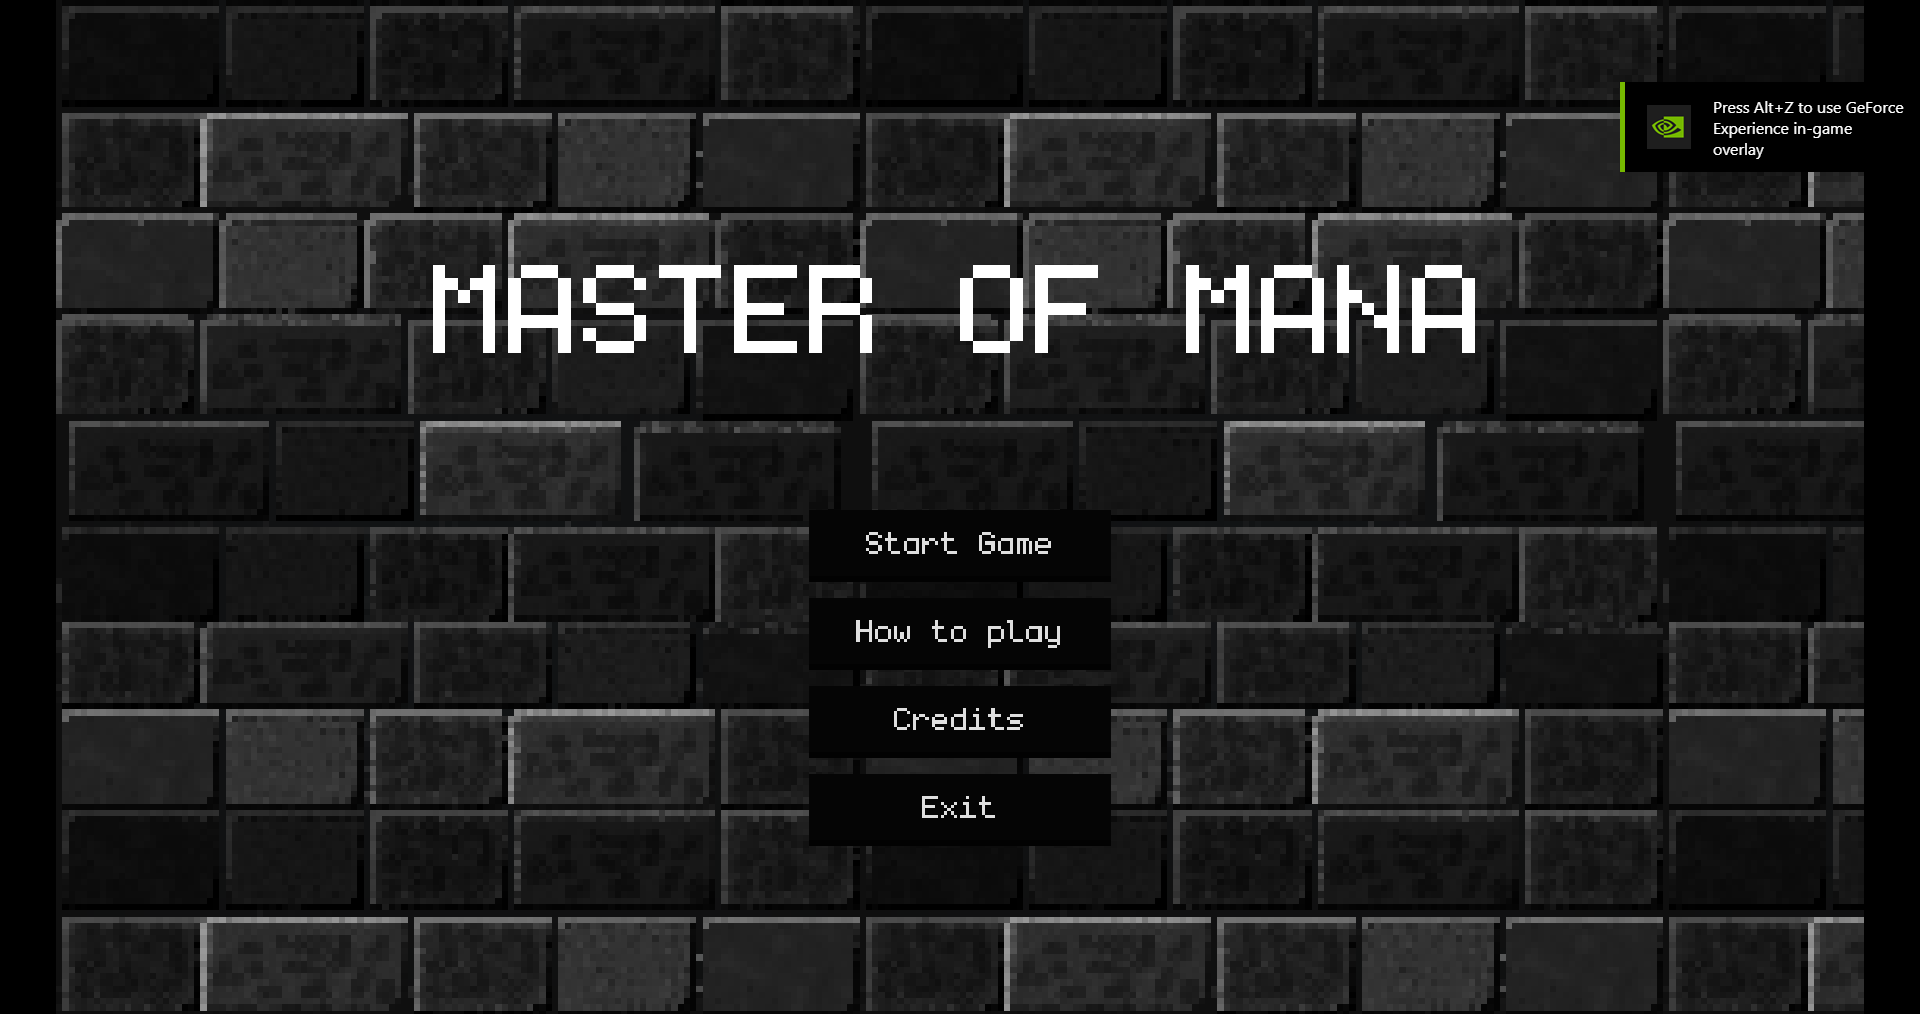 Press Alt+Z to use GeForce
Experience in-game
overlay
MASTER OF MANA
Start Game
How to play
Credits
Exit